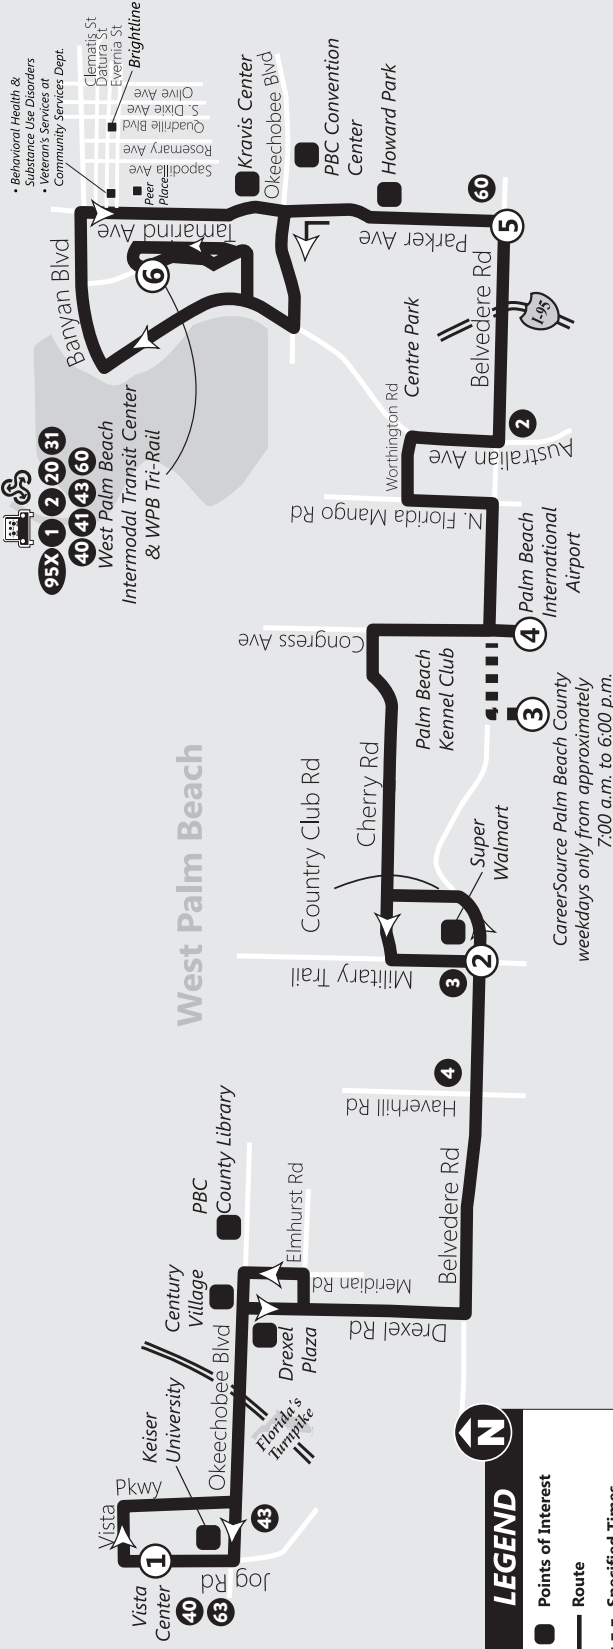 • Behavioral Health &
Substance Use Disorders
• Veteran's Services at
Community Services Dept.
Clematis St
Datura St
Evernia St
Brightline
Olive Ave
S. Dixie Ave
Quadrille Blvd
Rosemary Ave
Sapodilla Ave
Peer
Place
Kravis Center
Okeechobee Blvd
PBC Convention
Center
Howard Park
60
5
Parker Ave
Tamarind Ave
Banyan Blvd
6
Belvedere Rd
I-95
Centre Park
2
Australian Ave
Worthington Rd
N. Florida Mango Rd
95X 1 2 20 31
40 41 43 60
West Palm Beach
Intermodal Transit Center
& WPB Tri-Rail
Palm Beach
International
Airport
4
Congress Ave
Palm Beach
Kennel Club
3
CareerSource Palm Beach County
weekdays only from approximately
7:00 a.m. to 6:00 p.m.
Cherry Rd
Country Club Rd
Super
Walmart
West Palm Beach
Military Trail
3
2
4
Haverhill Rd
Belvedere Rd
PBC
County Library
Elmhurst Rd
Meridian Rd
Century
Village
Drexel Rd
Drexel
Plaza
Okeechobee Blvd
Florida's
Turnpike
Keiser
University
Vista
Pkwy
43
Jog Rd
1
Vista
Center
40
63
N
LEGEND
Points of Interest
Route
Specified Times